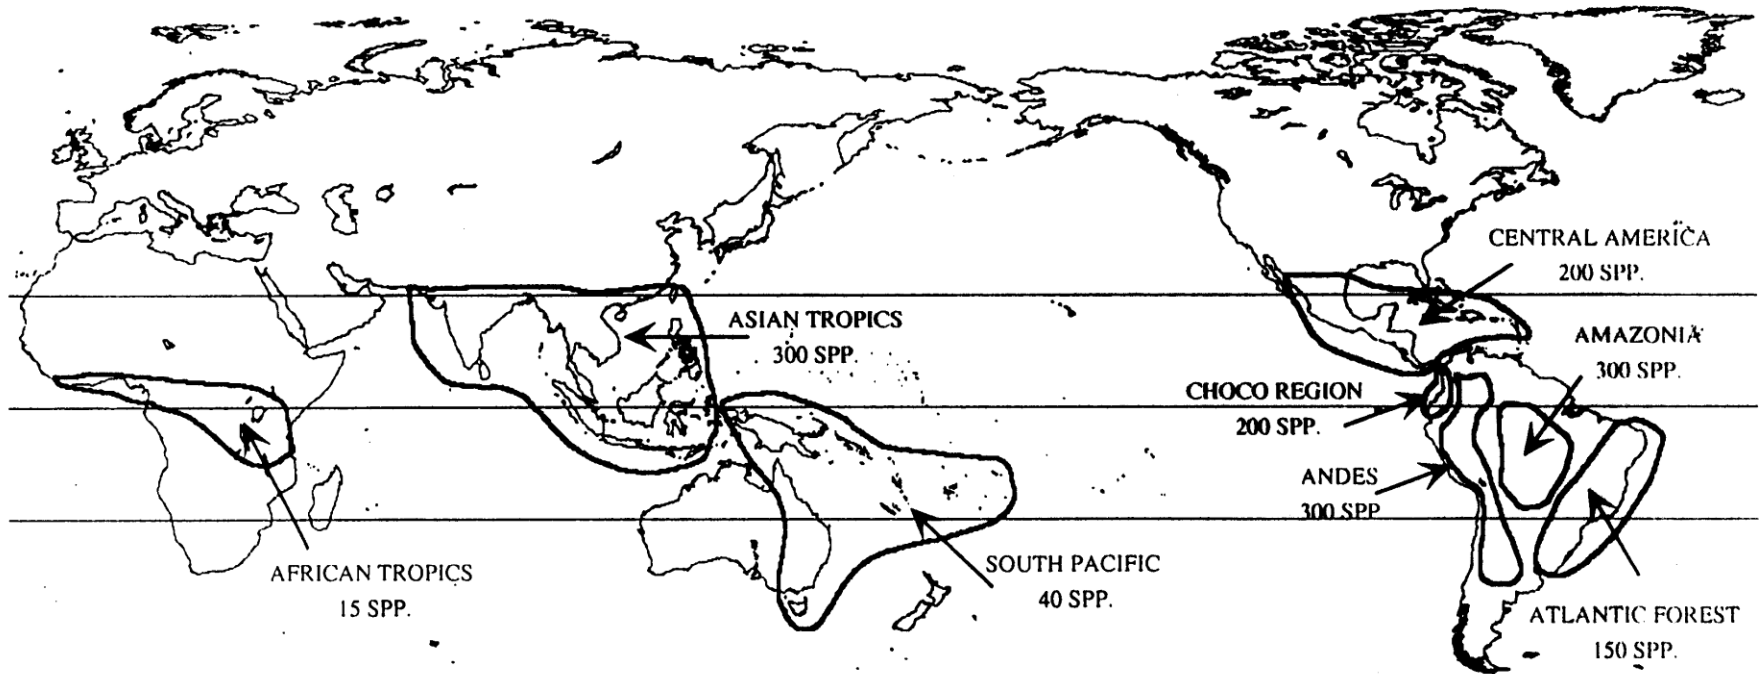 CENTRAL AMERICA
200 SPP.
ASIAN TROPICS
300 SPP.
AMAZONIA
300 SPP.
CHOCO REGION
200 SPP.
ANDES
300 SPP
SOUTH PACIFIC
40 SPP.
AFRICAN TROPICS
15 SPP.
ATLANTIC FOREST
150 SPP.